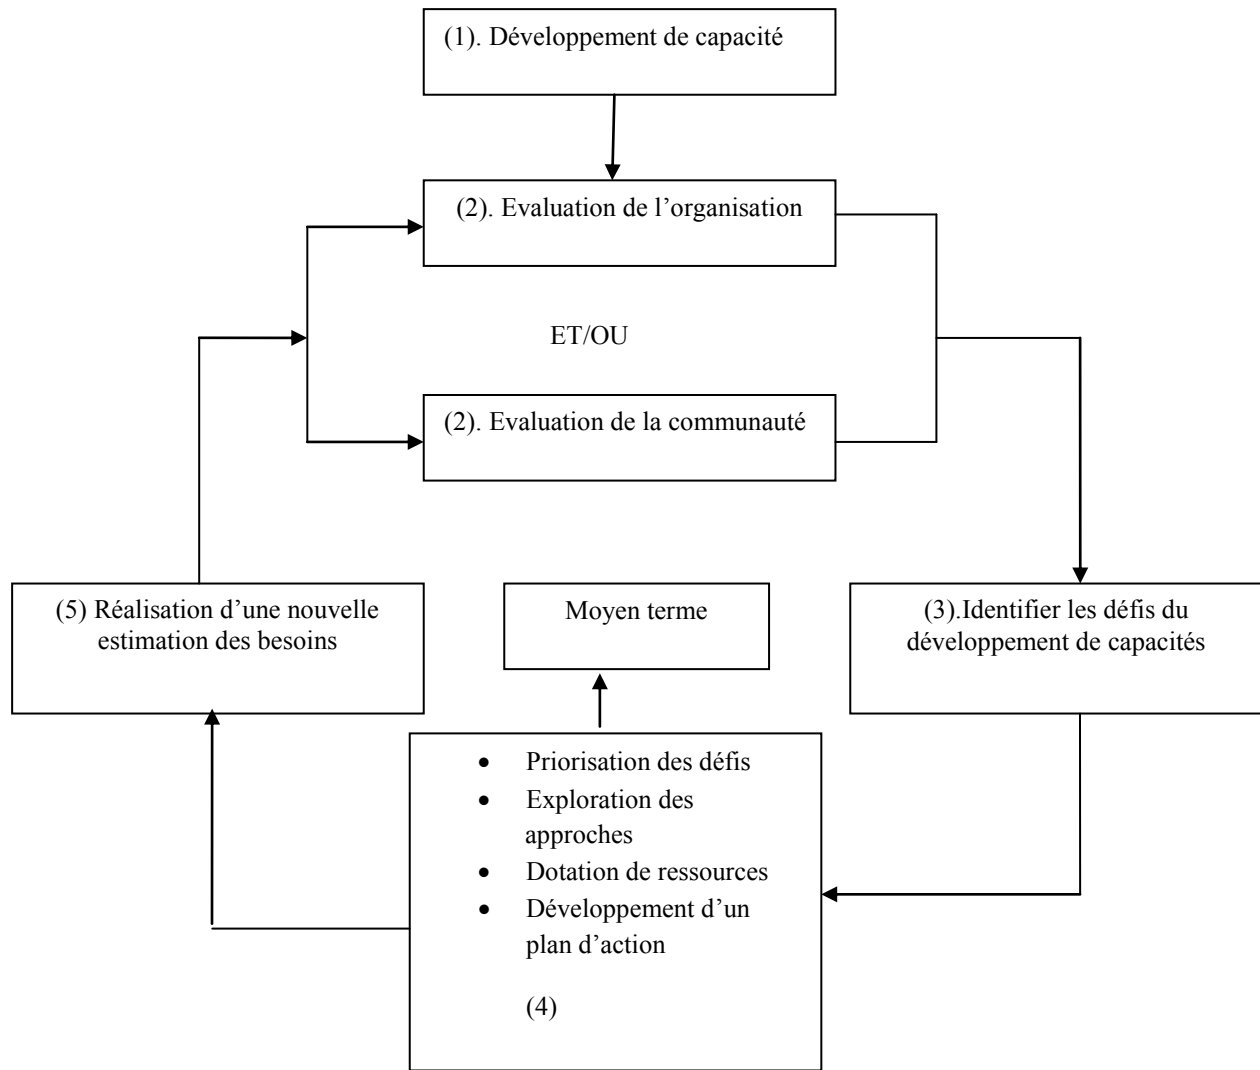 (1). Développement de capacité
(2). Evaluation de l’organisation
ET/OU
(2). Evaluation de la communauté
(5) Réalisation d’une nouvelle
estimation des besoins
Moyen terme
(3).Identifier les défis du
développement de capacités
• Priorisation des défis
• Exploration des
approches
• Dotation de ressources
• Développement d’un
plan d’action
(4)